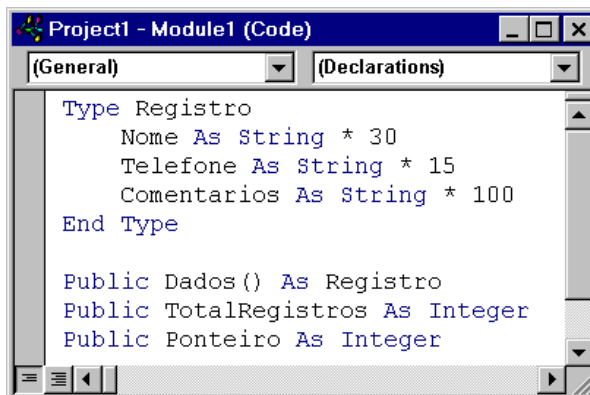 Project1 - Module1 (Code)
(General) (Declarations)
Type Registro
    Nome As String * 30
    Telefone As String * 15
    Comentarios As String * 100
End Type

Public Dados() As Registro
Public TotalRegistros As Integer
Public Ponteiro As Integer